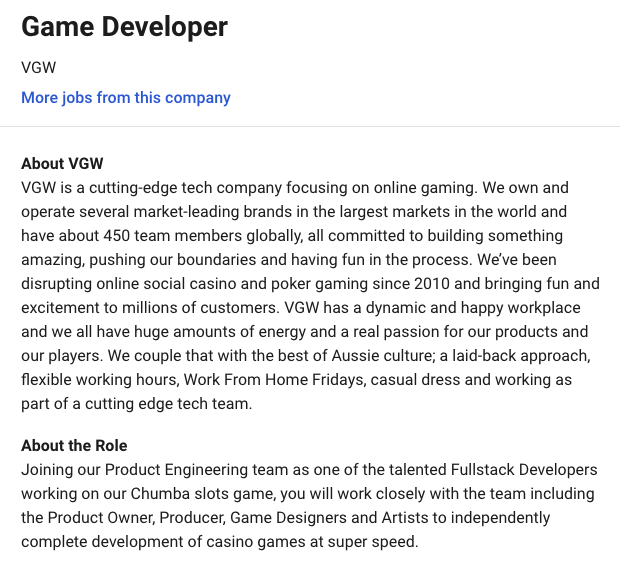 Game Developer
VGW
More jobs from this company
About VGW
VGW is a cutting-edge tech company focusing on online gaming. We own and
operate several market-leading brands in the largest markets in the world and
have about 450 team members globally, all committed to building something
amazing, pushing our boundaries and having fun in the process. We’ve been
disrupting online social casino and poker gaming since 2010 and bringing fun and
excitement to millions of customers. VGW has a dynamic and happy workplace
and we all have huge amounts of energy and a real passion for our products and
our players. We couple that with the best of Aussie culture; a laid-back approach,
flexible working hours, Work From Home Fridays, casual dress and working as
part of a cutting edge tech team.
About the Role
Joining our Product Engineering team as one of the talented Fullstack Developers
working on our Chumba slots game, you will work closely with the team including
the Product Owner, Producer, Game Designers and Artists to independently
complete development of casino games at super speed.